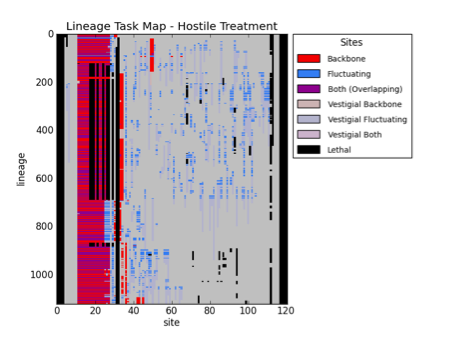 Lineage Task Map - Hostile Treatment
0
200
400
600
800
1000
lineage
0 20 40 60 80 100 120
site
Sites
Backbone
Fluctuating
Both (Overlapping)
Vestigial Backbone
Vestigial Fluctuating
Vestigial Both
Lethal